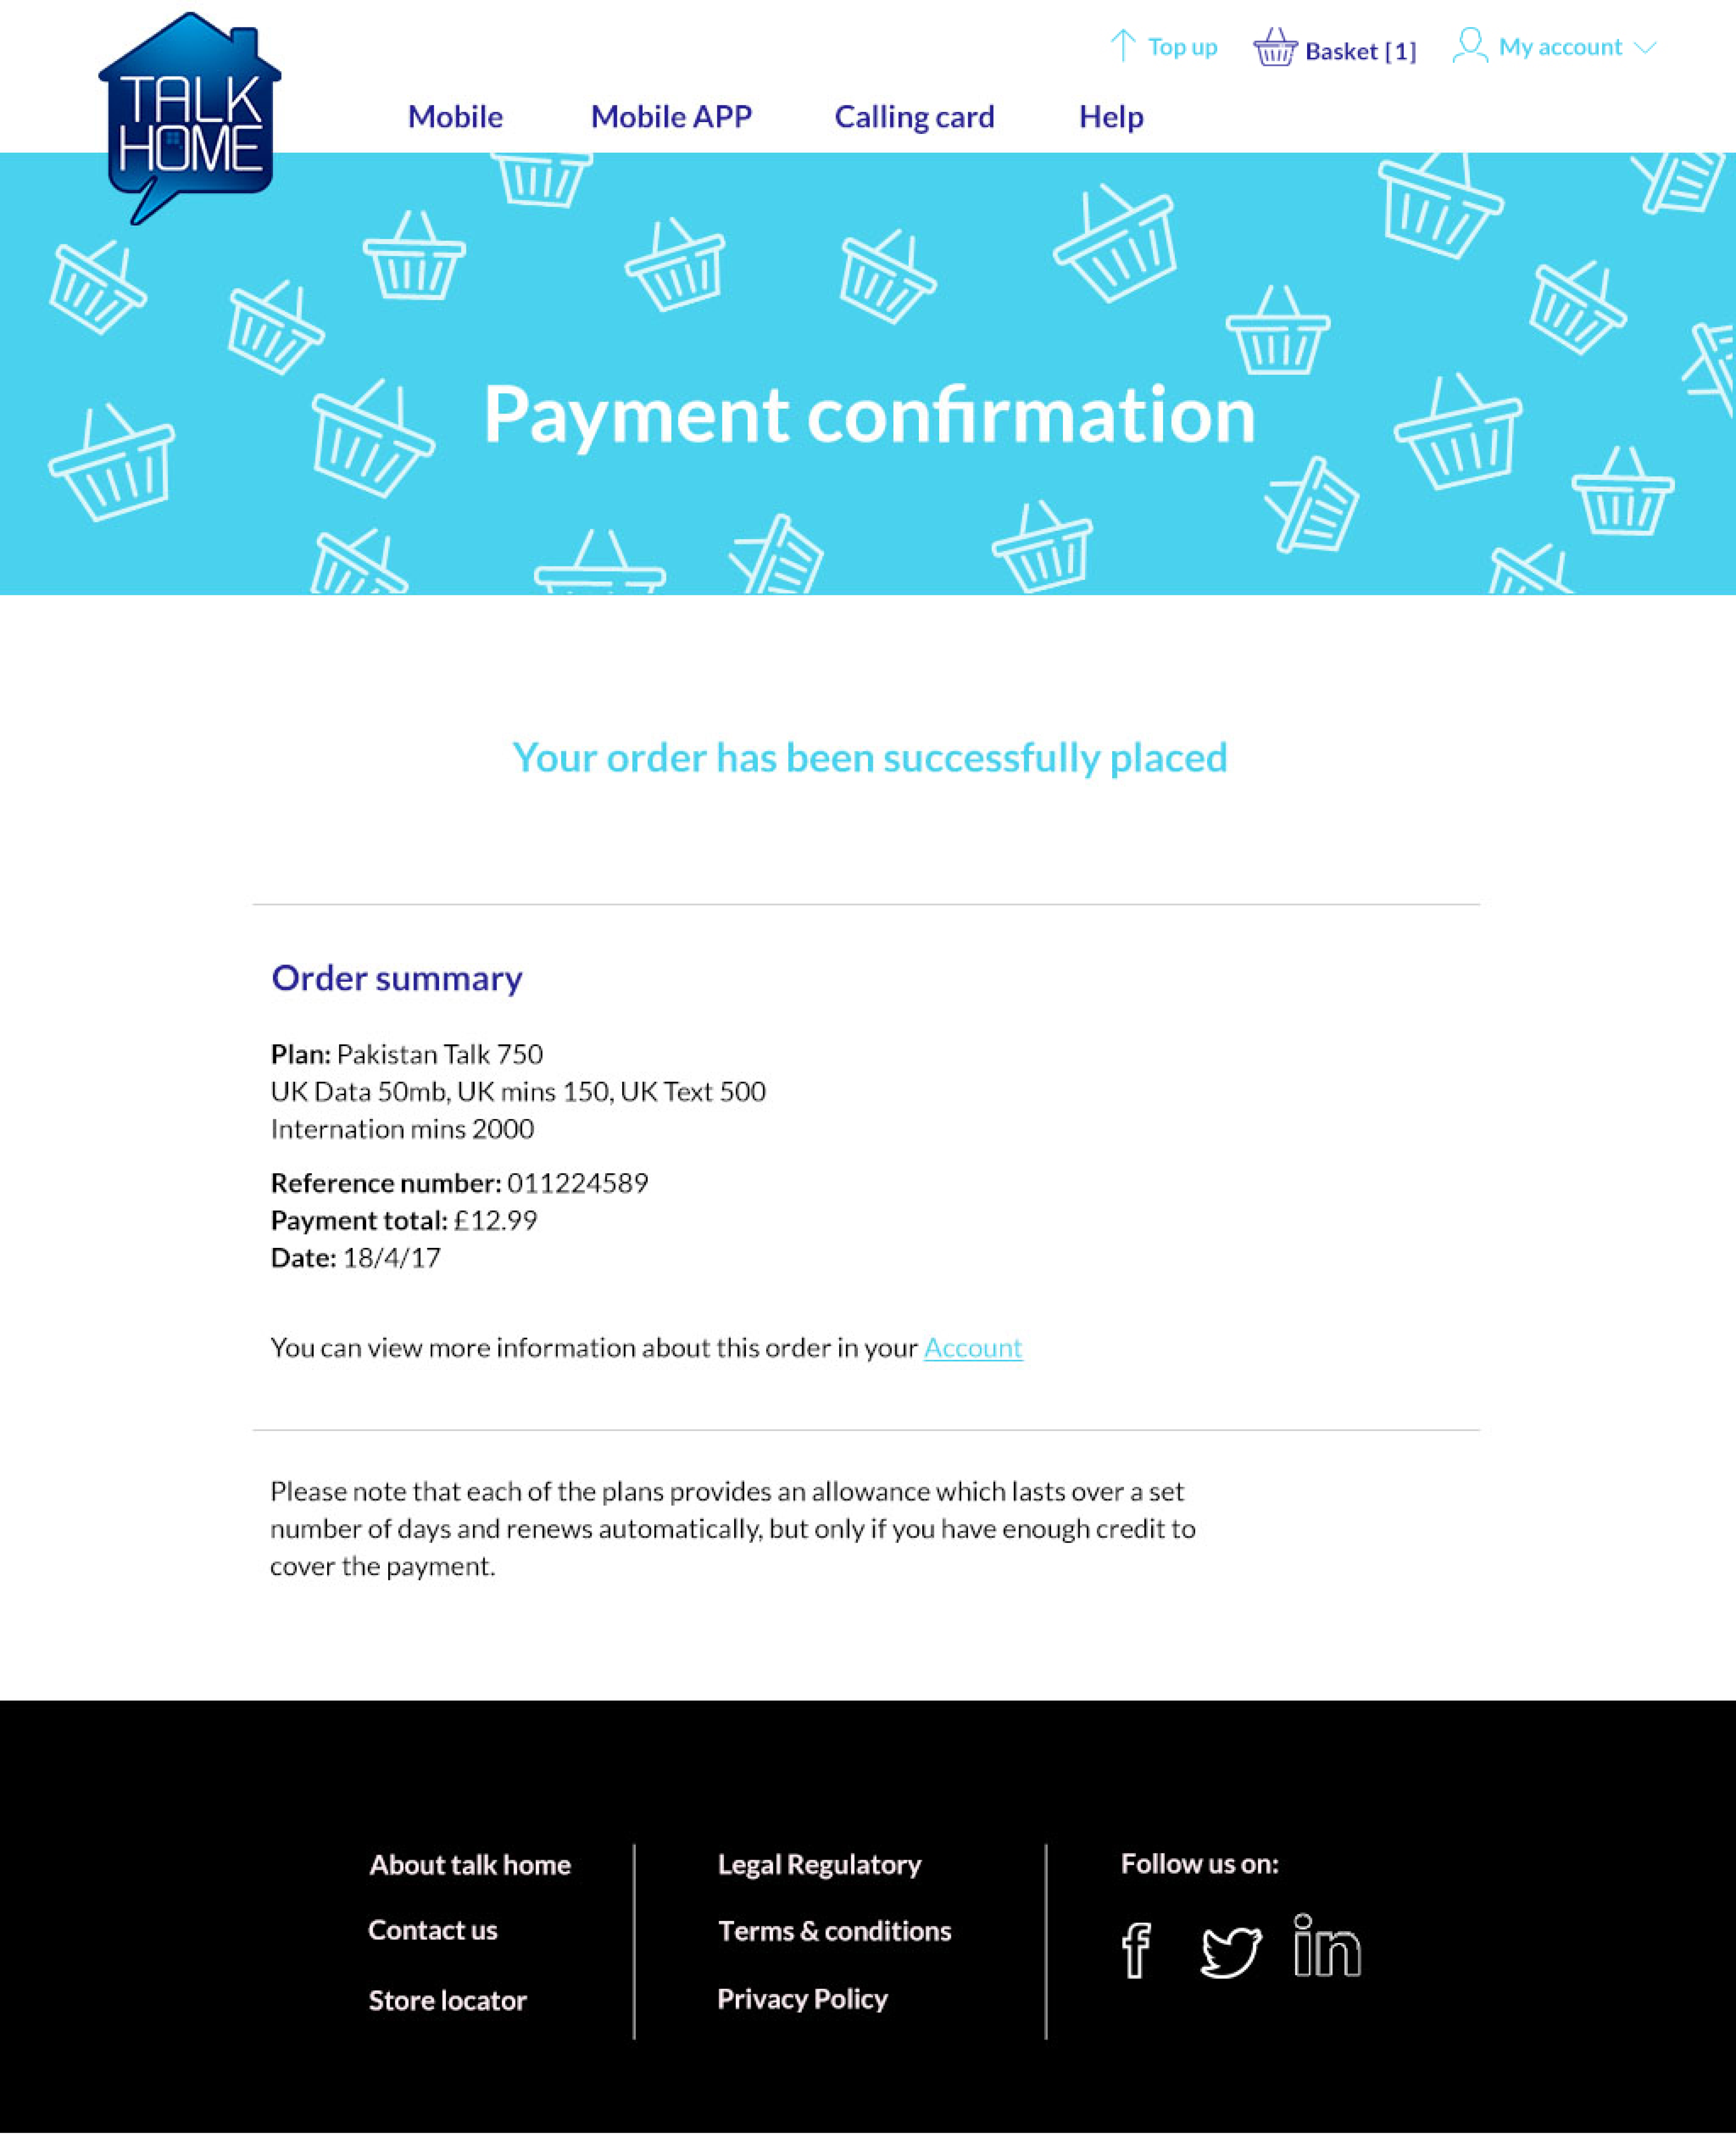 TALK
HOME
Top up
Basket [1]
My account
Mobile
Mobile APP
Calling card
Help
Payment confirmation
Your order has been successfully placed
Order summary
Plan: Pakistan Talk 750
UK Data 50mb, UK mins 150, UK Text 500
Internation mins 2000
Reference number: 011224589
Payment total: £12.99
Date: 18/4/17
You can view more information about this order in your Account
Please note that each of the plans provides an allowance which lasts over a set
number of days and renews automatically, but only if you have enough credit to
cover the payment.
About talk home
Contact us
Store locator
Legal Regulatory
Terms & conditions
Privacy Policy
Follow us on:
f
in